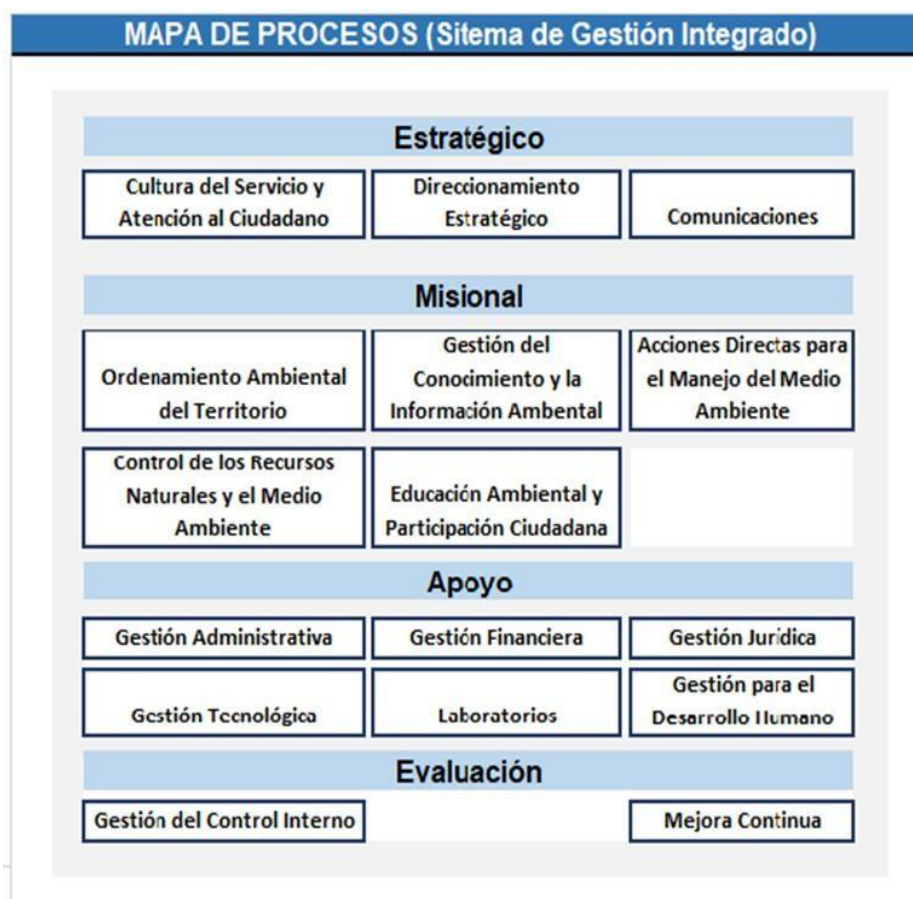 MAPA DE PROCESOS (Sitema de Gestión Integrado)
Estratégico
Cultura del Servicio y
Atención al Ciudadano
Direccionamiento
Estratégico
Comunicaciones
Misional
Ordenamiento Ambiental
del Territorio
Gestión del
Conocimiento y la
Información Ambental
Acciones Directas para
el Manejo del Medio
Ambiente
Control de los Recursos
Naturales y el Medio
Ambiente
Educación Ambiental y
Participación Ciudadana
Apoyo
Gestión Administrativa
Gestión Financiera
Gestión Jurídica
Gestión Tecnológica
Laboratorios
Gestión para el
Desarrollo Humano
Evaluación
Gestión del Control Interno
Mejora Continua